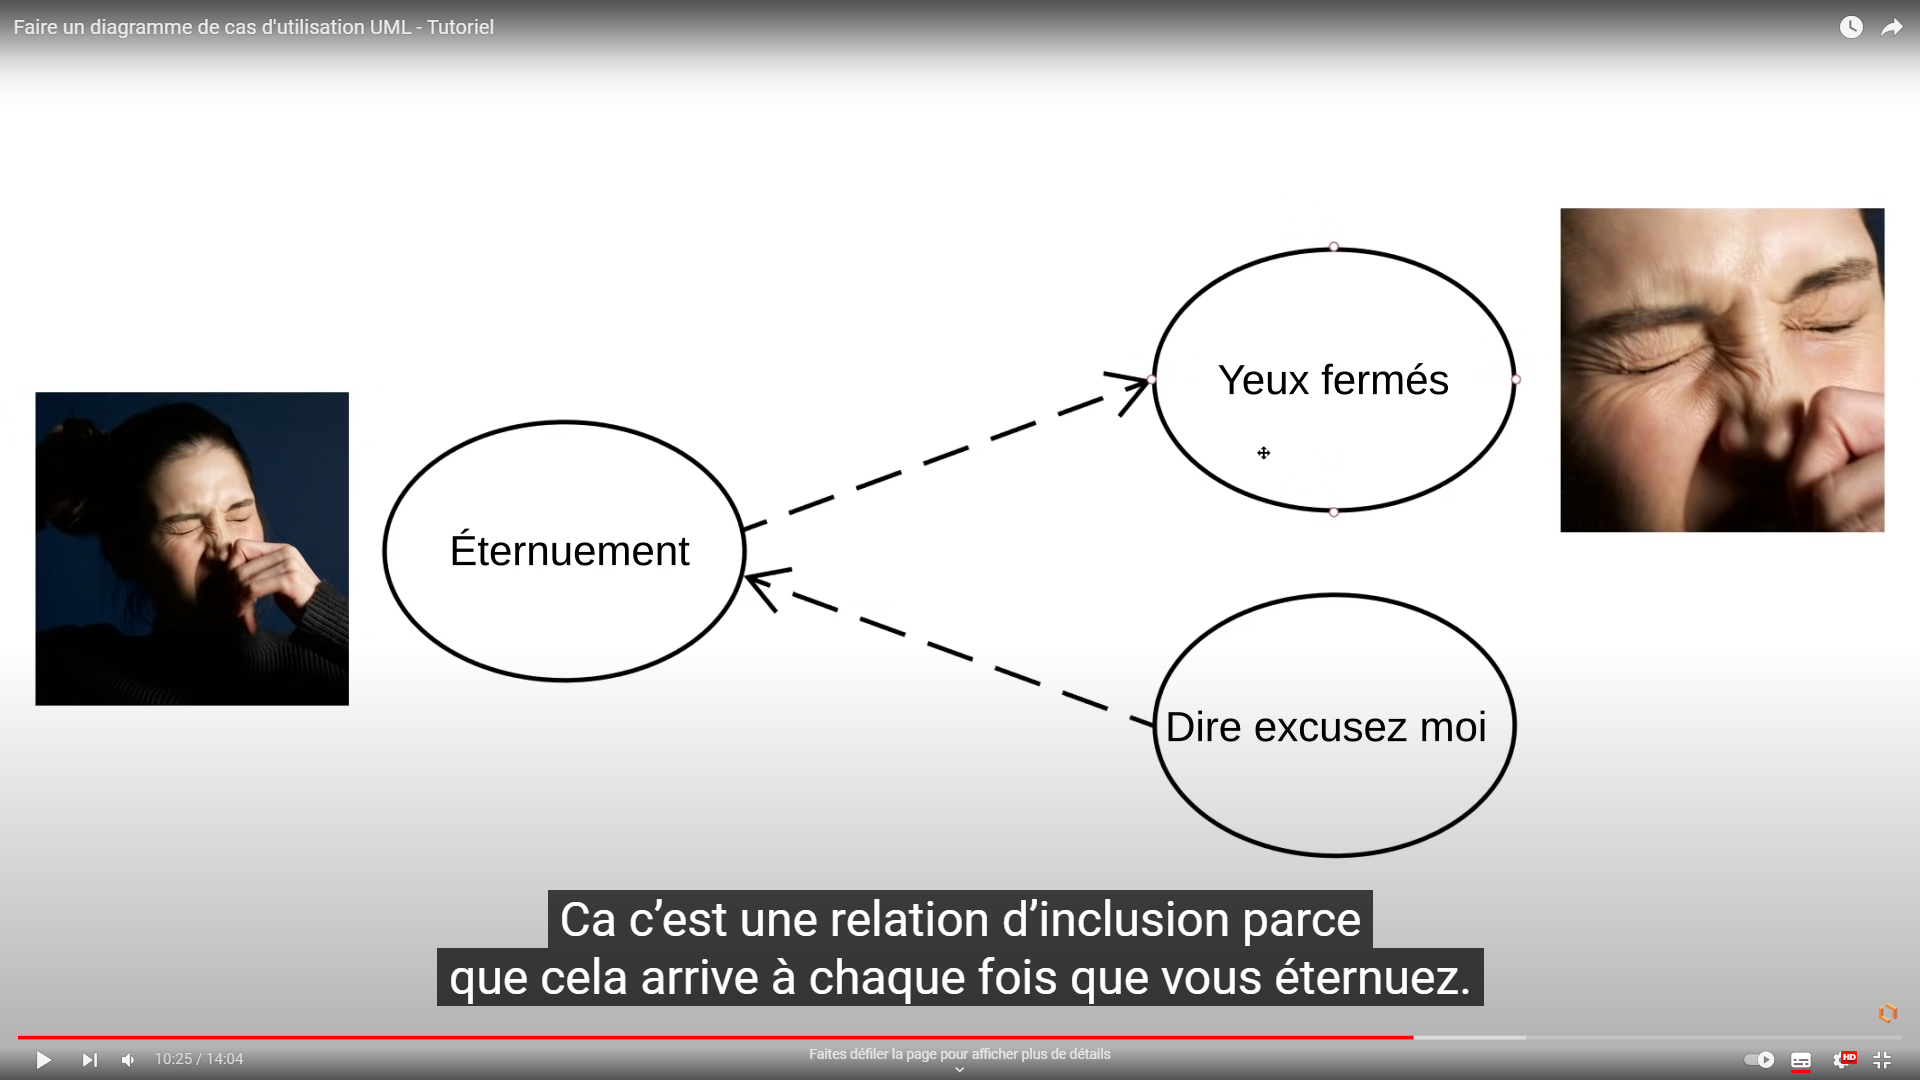 Faire un diagramme de cas d'utilisation UML - Tutoriel
Yeux fermés
Éternuement
Dire excusez moi
Ca c’est une relation d’inclusion parce
que cela arrive à chaque fois que vous éternuez.
10:25 / 14:04
Faites défiler la page pour afficher plus de détails
HD